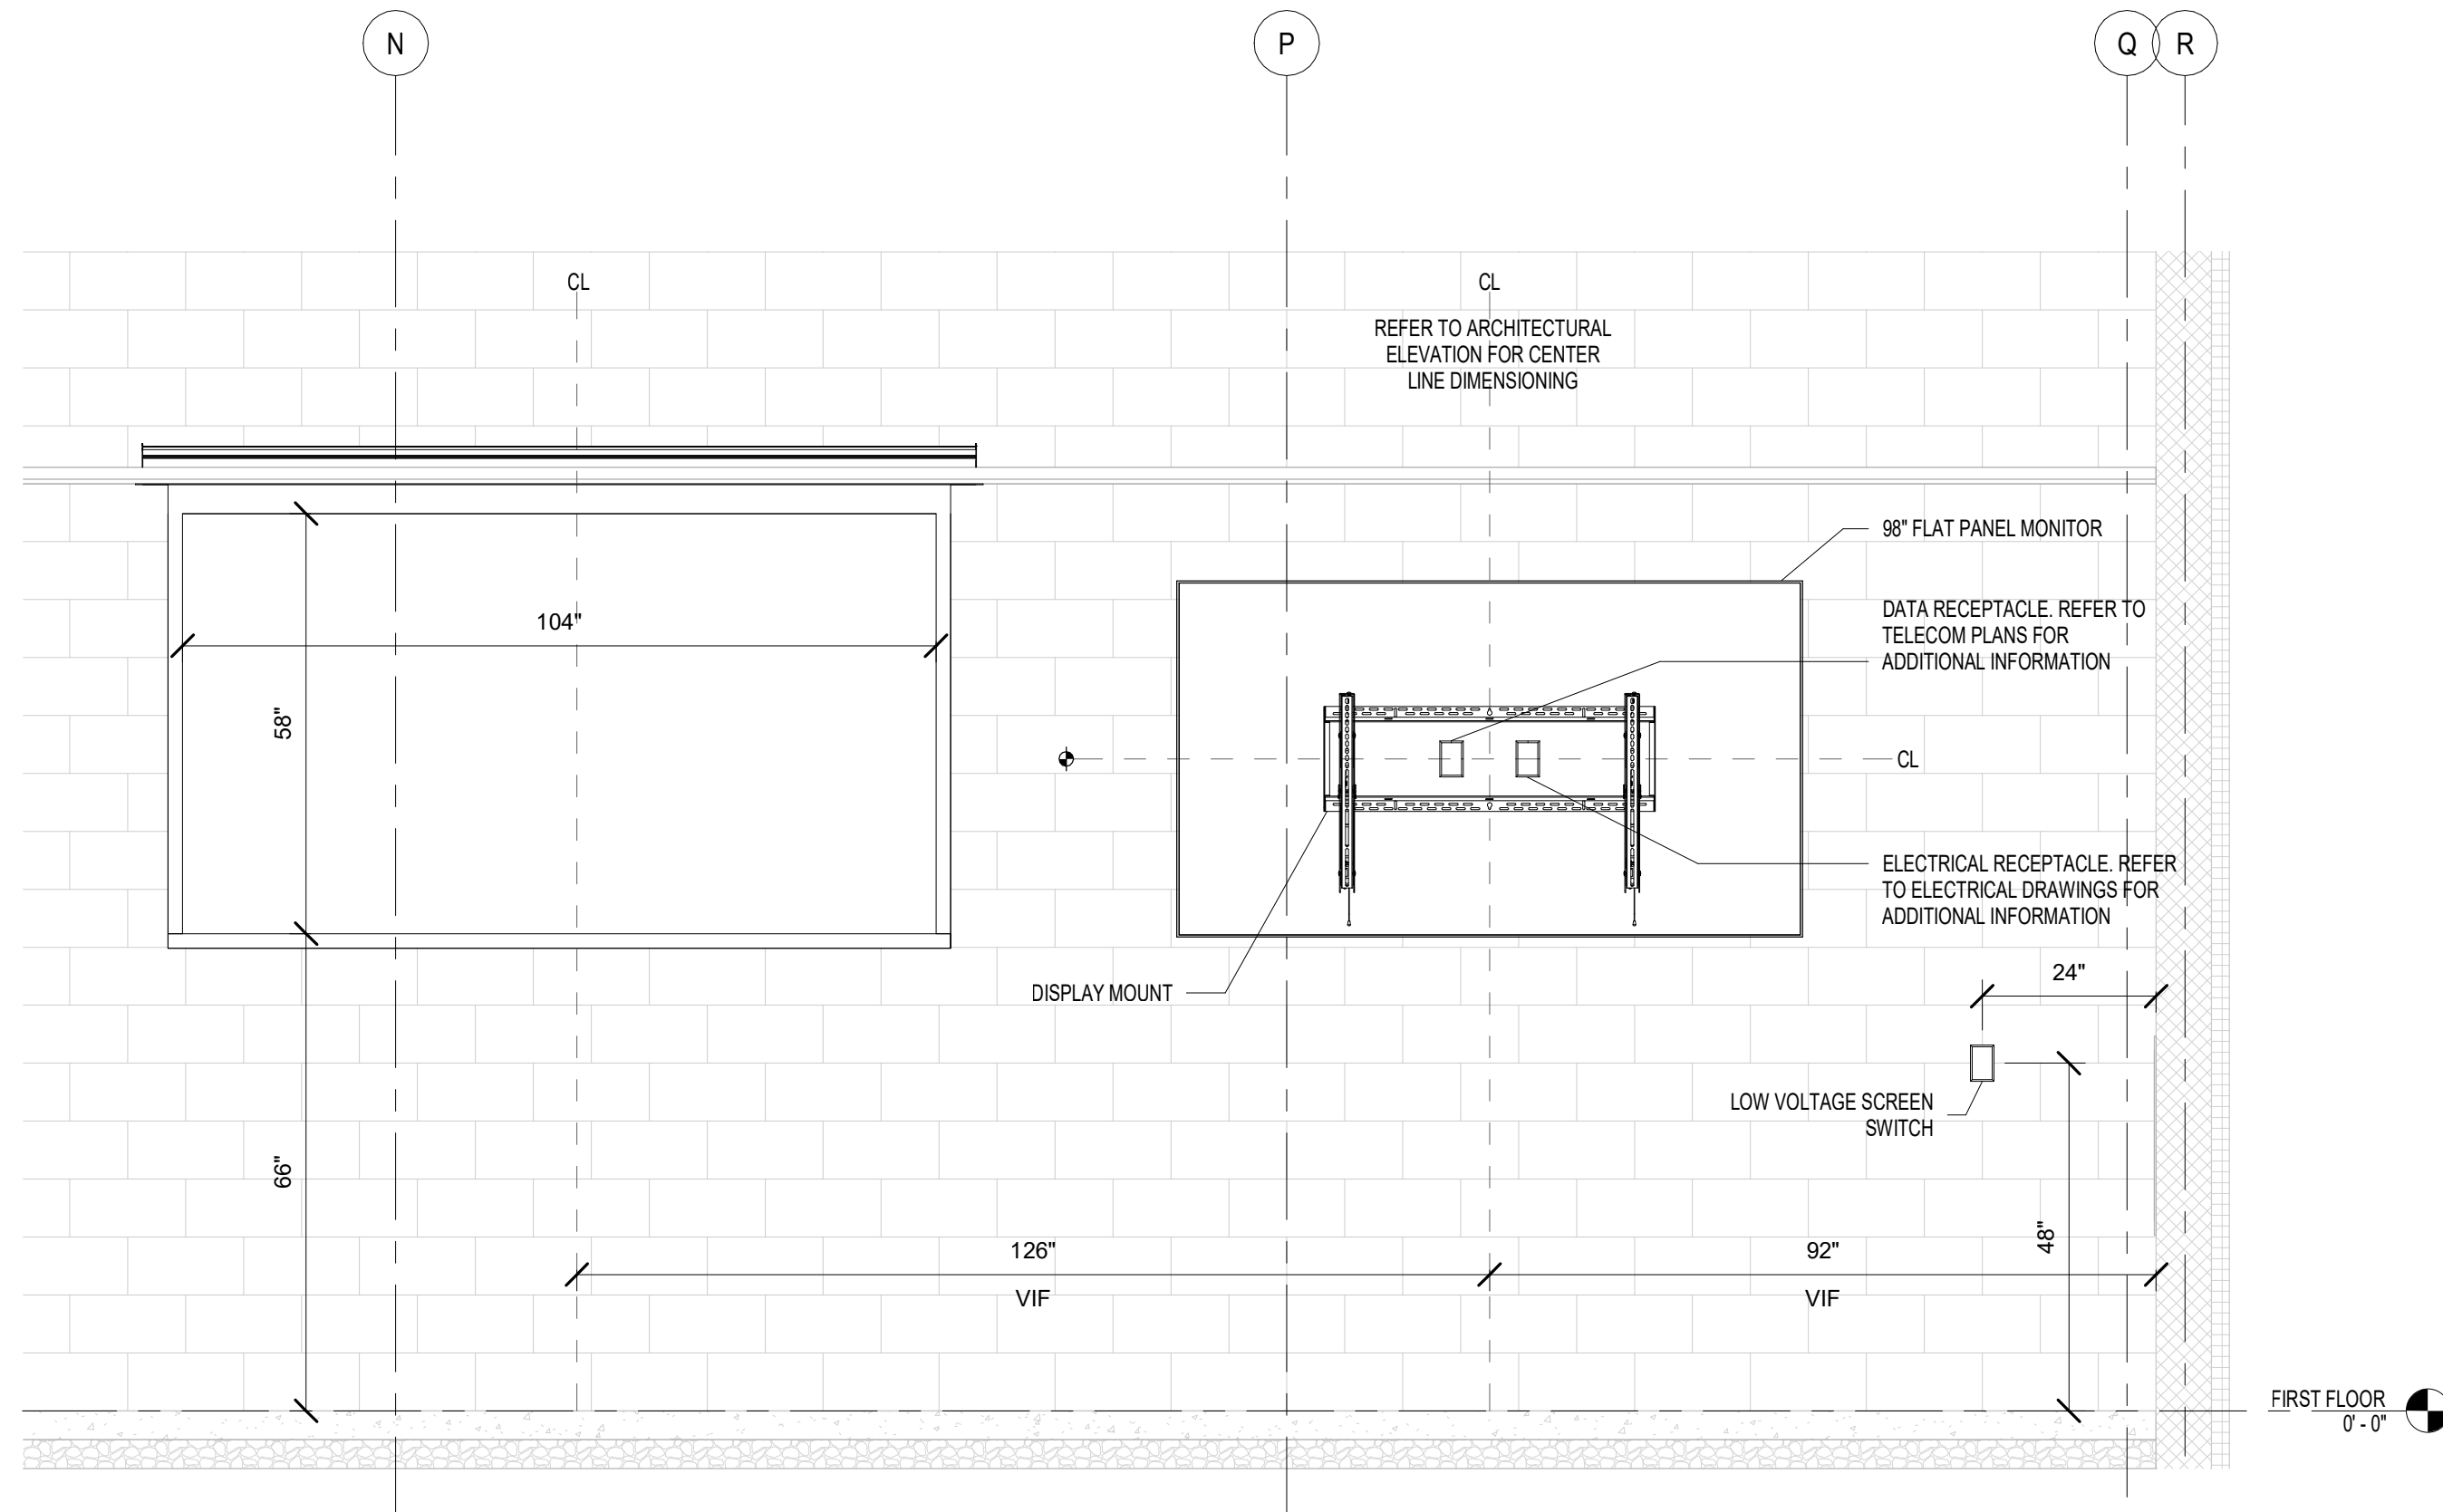 N
P
Q
R
CL
CL
REFER TO ARCHITECTURAL
ELEVATION FOR CENTER
LINE DIMENSIONING
98" FLAT PANEL MONITOR
DATA RECEPTACLE. REFER TO
TELECOM PLANS FOR
ADDITIONAL INFORMATION
104"
58"
CL
ELECTRICAL RECEPTACLE. REFER
TO ELECTRICAL DRAWINGS FOR
ADDITIONAL INFORMATION
DISPLAY MOUNT
24"
LOW VOLTAGE SCREEN
SWITCH
66"
48"
126"
VIF
92"
VIF
FIRST FLOOR
0' - 0"